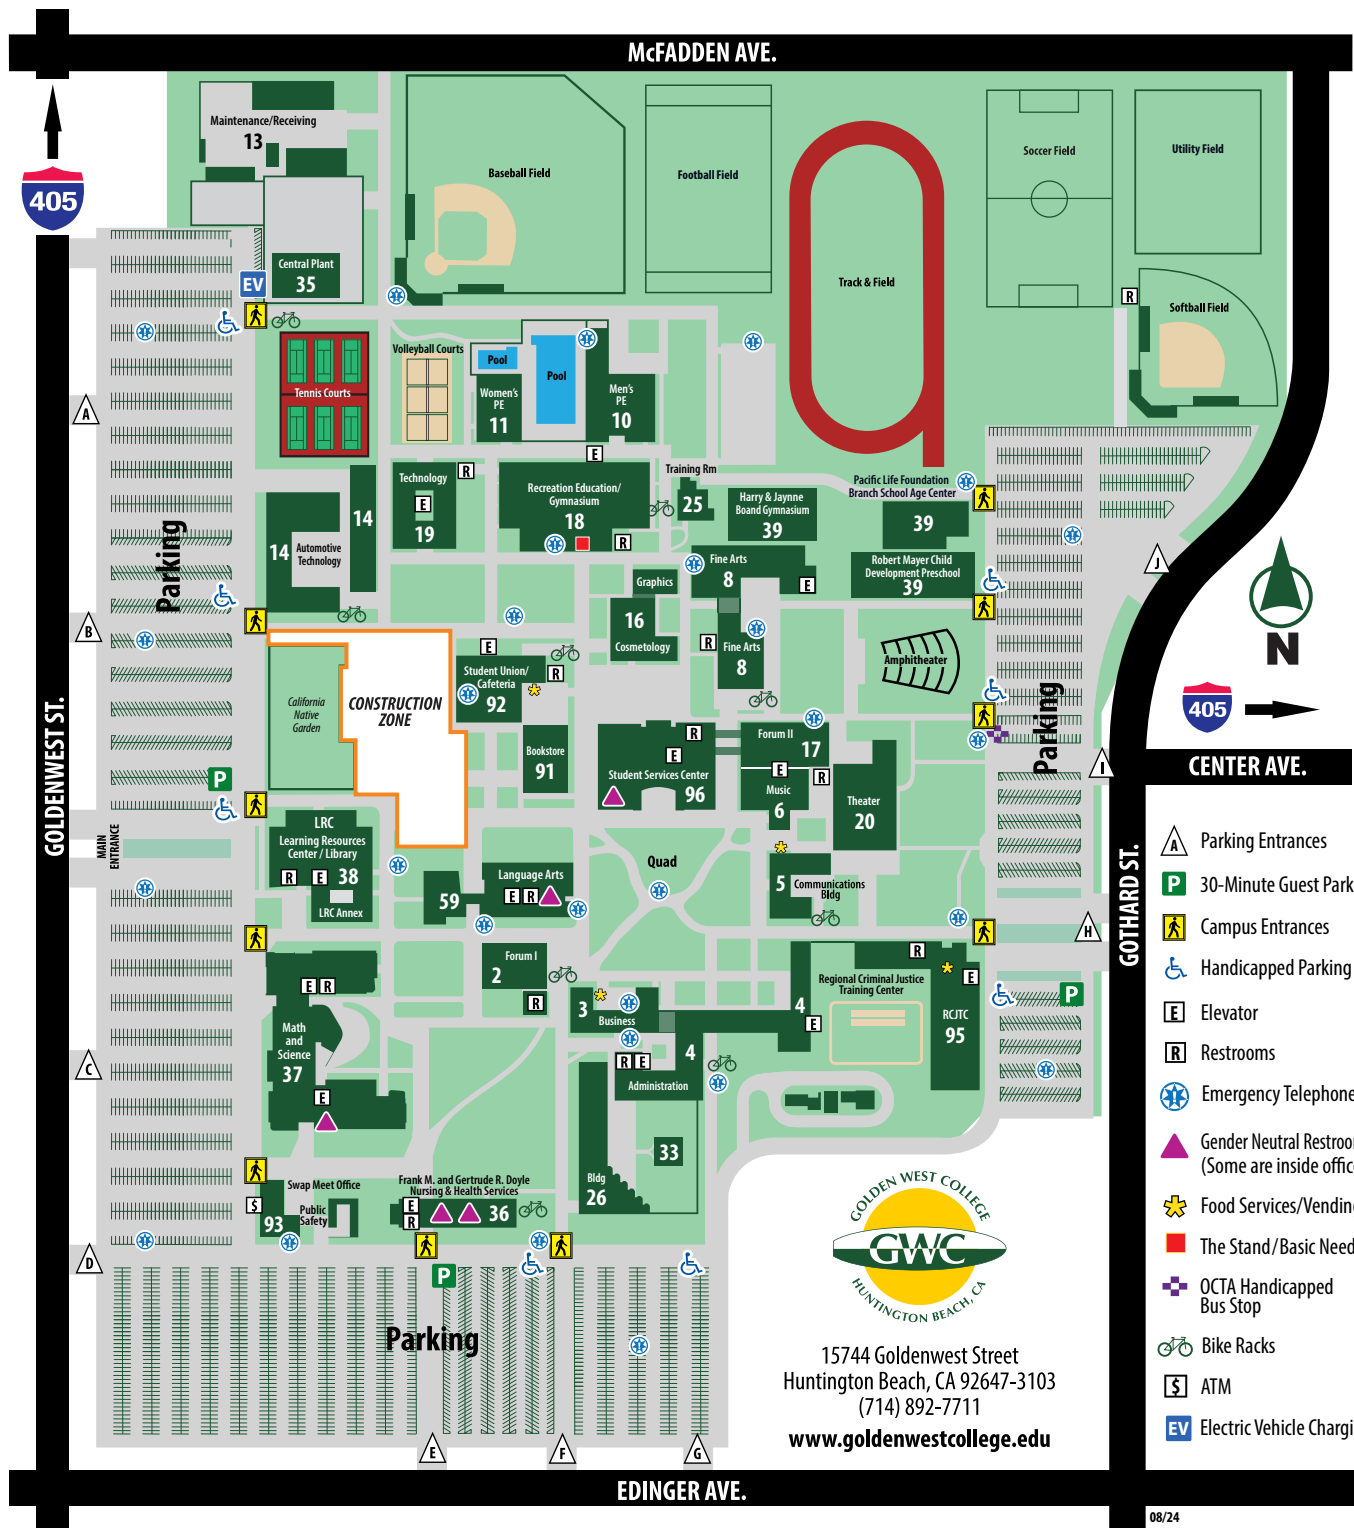 McFADDEN AVE.
405
Maintenance/Receiving
13
Baseball Field
Football Field
Track & Field
Soccer Field
Utility Field
Softball Field
R
Central Plant
35
EV
Tennis Courts
Volleyball Courts
Pool
Pool
Women's
PE
11
Men's
PE
10
E
A
Parking
14
14
Automotive
Technology
Technology
E
19
R
Recreation Education/
Gymnasium
18
R
Training Rm
25
Harry & Jaynne
Board Gymnasium
39
Pacific Life Foundation
Branch School Age Center
39
Robert Mayer Child
Development Preschool
39
Fine Arts
8
E
Graphics
16
Cosmetology
R
Fine Arts
8
Amphitheater
J
N
405
B
California
Native
Garden
CONSTRUCTION
ZONE
E
Student Union/
Cafeteria
92
R
Bookstore
91
R
E
Student Services Center
96
Forum II
17
E
R
Music
6
Theater
20
Parking
I
CENTER AVE.
GOLDENWEST ST.
P
MAIN
ENTRANCE
LRC
Learning Resources
Center / Library
R E 38
LRC Annex
59
Language Arts
E R
Quad
5
Communications
Bldg
H
GOTHARD ST.
Forum I
2
R
3
Business
4
4
E
R E
Administration
Regional Criminal Justice
Training Center
R
E
RCJTC
95
P
E R
Math
and
Science
37
E
C
33
Bldg
26
Swap Meet Office
$
93
Public
Safety
Frank M. and Gertrude R. Doyle
Nursing & Health Services
E
R
36
D
P
Parking
E
F
G
GOLDEN WEST COLLEGE
GWC
HUNTINGTON BEACH, CA
15744 Goldenwest Street
Huntington Beach, CA 92647-3103
(714) 892-7711
www.goldenwestcollege.edu
A Parking Entrances
P 30-Minute Guest Park
Campus Entrances
Handicapped Parking
E Elevator
R Restrooms
Emergency Telephone
Gender Neutral Restroo
(Some are inside office
Food Services/Vending
The Stand/Basic Need
OCTA Handicapped
Bus Stop
Bike Racks
$ ATM
EV Electric Vehicle Chargi
EDINGER AVE.
08/24